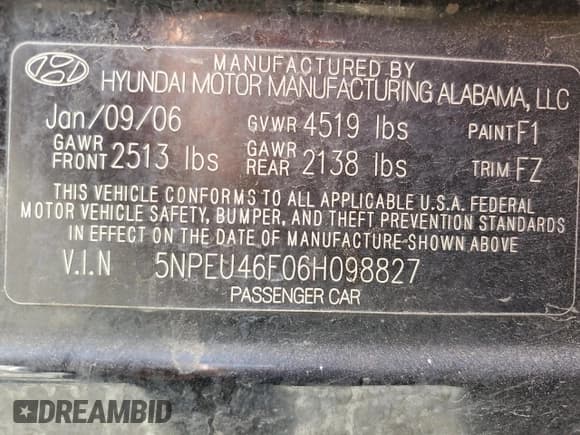 MANUFACTURED BY
HYUNDAI MOTOR MANUFACTURING ALABAMA, LLC
Jan/09/06 GVWR 4519 lbs PAINT F1
GAWR FRONT 2513 lbs GAWR REAR 2138 lbs TRIM FZ
THIS VEHICLE CONFORMS TO ALL APPLICABLE U.S.A. FEDERAL
MOTOR VEHICLE SAFETY, BUMPER, AND THEFT PREVENTION STANDARDS
IN EFFECT ON THE DATE OF MANUFACTURE SHOWN ABOVE
V.I.N 5NPEU46F06H098827
PASSENGER CAR
DREAMBID